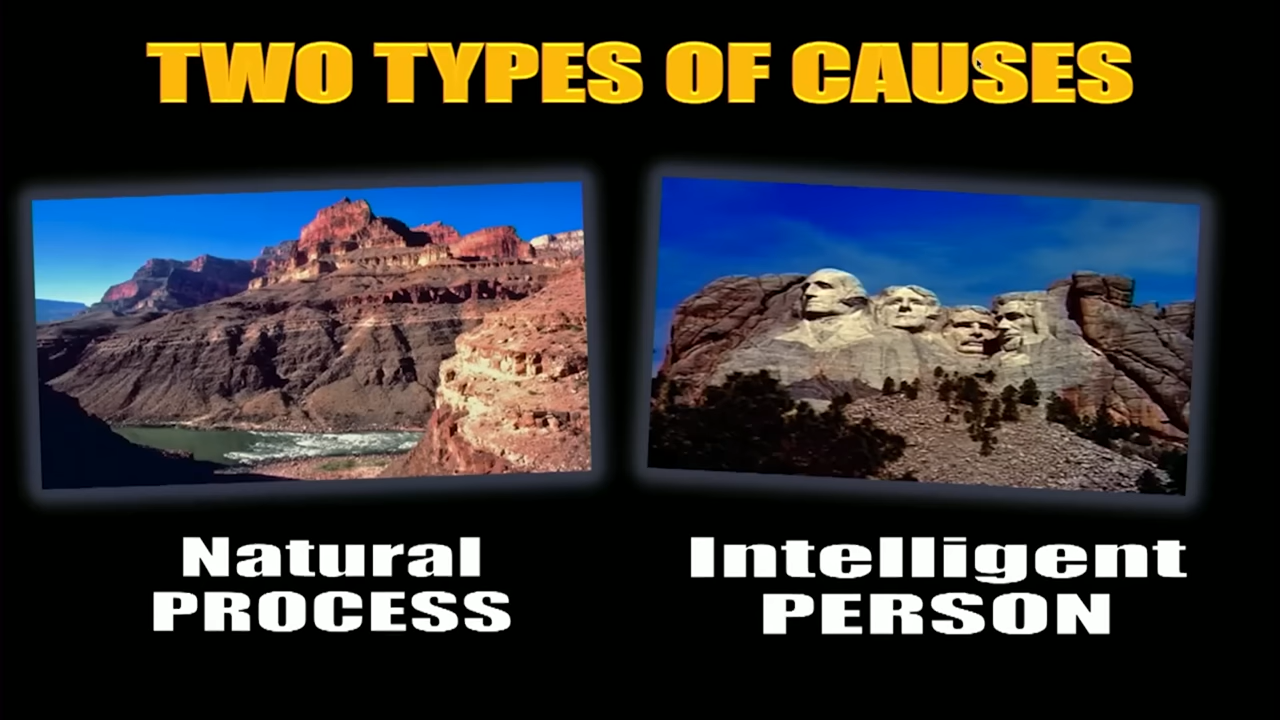 TWO TYPES OF CAUSES
Natural
PROCESS
Intelligent
PERSON